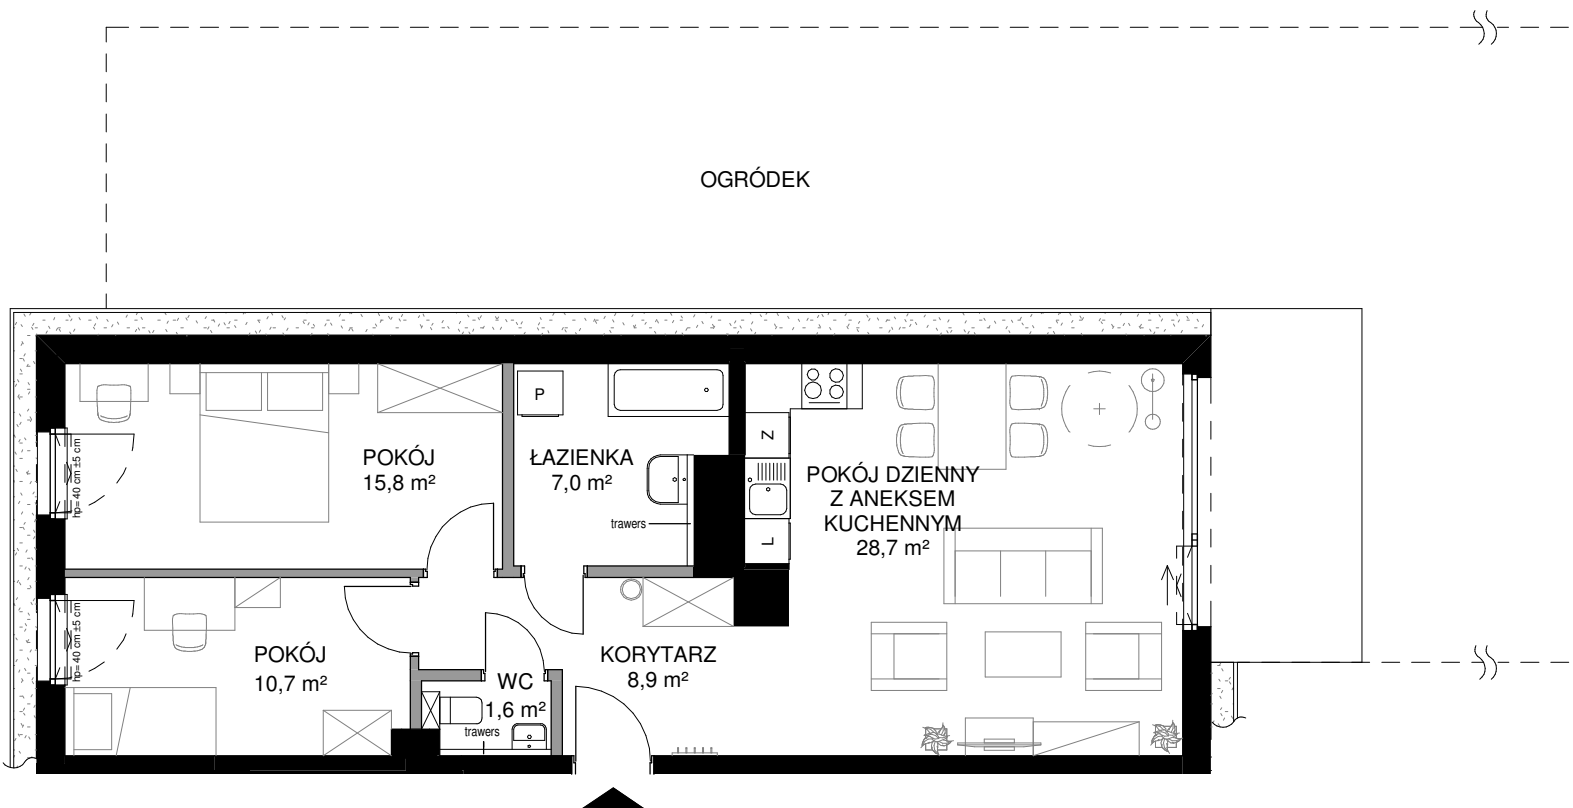 OGRÓDEK
P
Z
L
hp= 40 cm ±5 cm
POKÓJ
15,8 m²
ŁAZIENKA
7,0 m²
trawers
POKÓJ DZIENNY
Z ANEKSEM
KUCHENNYM
28,7 m²
hp= 40 cm ±5 cm
POKÓJ
10,7 m²
WC
1,6 m²
trawers
KORYTARZ
8,9 m²